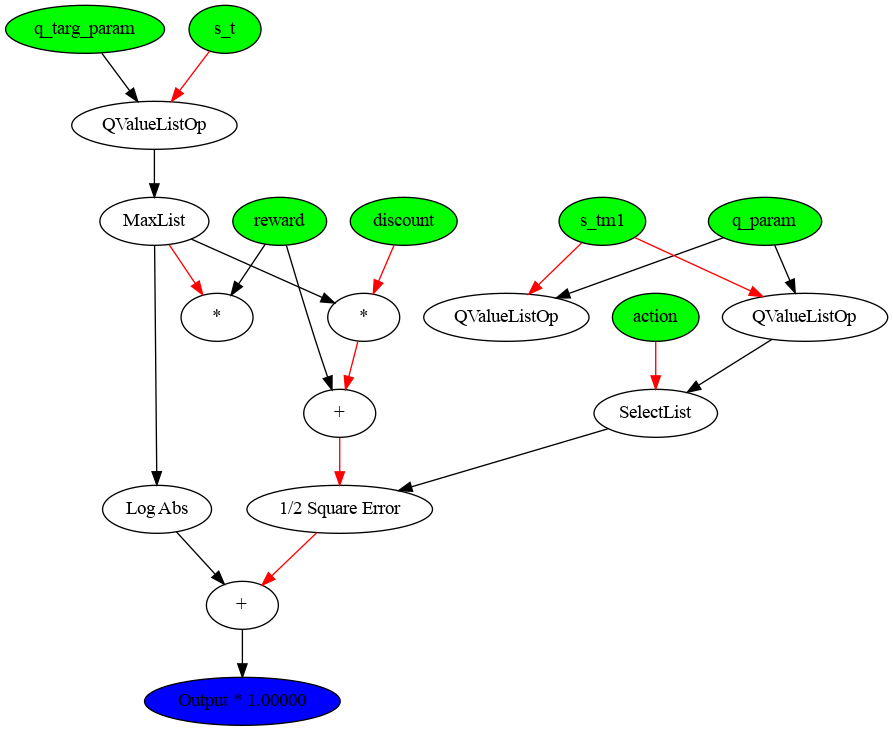 q_targ_param
s_t
QValueListOp
MaxList
reward
discount
s_tm1
q_param
*
*
QValueListOp
action
QValueListOp
+
SelectList
Log Abs
1/2 Square Error
+
Output * 1.00000